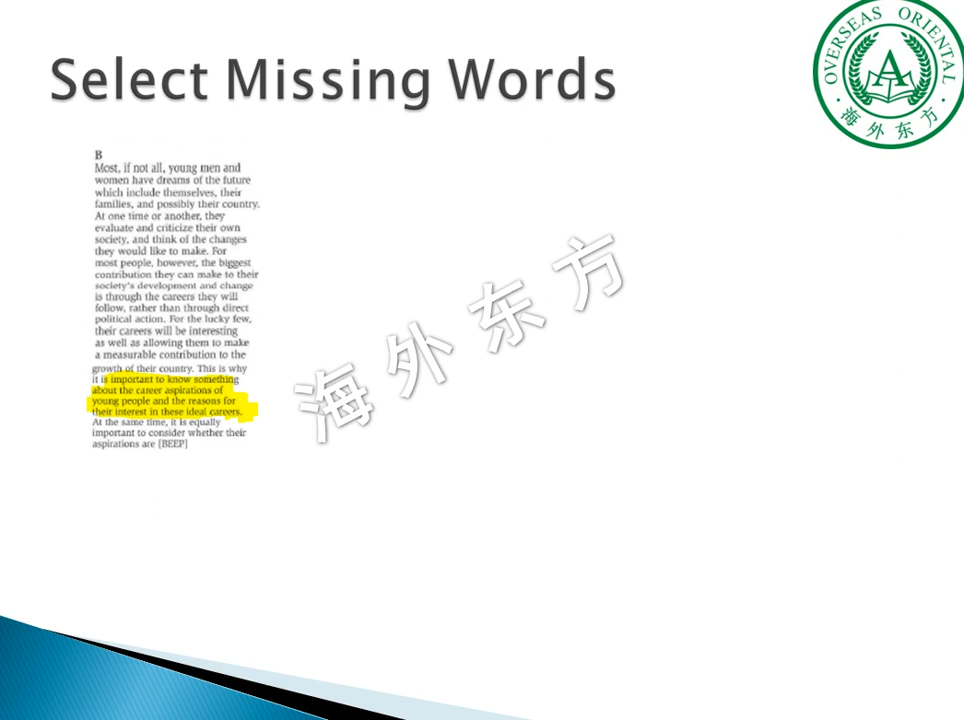 Select Missing Words
OVERSEAS ORIENTAL
A
·海外东方·
B
Most, if not all, young men and
women have dreams of the future
which include themselves, their
families, and possibly their country.
At one time or another, they
evaluate and criticize their own
society, and think of the changes
they would like to make. For
most people, however, the biggest
contribution they can make to their
society's development and change
is through the careers they will
follow, rather than through direct
political action. For the lucky few,
their careers will be interesting
as well as allowing them to make
a measurable contribution to the
growth of their country. This is why
it is important to know something
about the career aspirations of
young people and the reasons for
their interest in these ideal careers.
At the same time, it is equally
important to consider whether their
aspirations are [BEEP]
海外东方